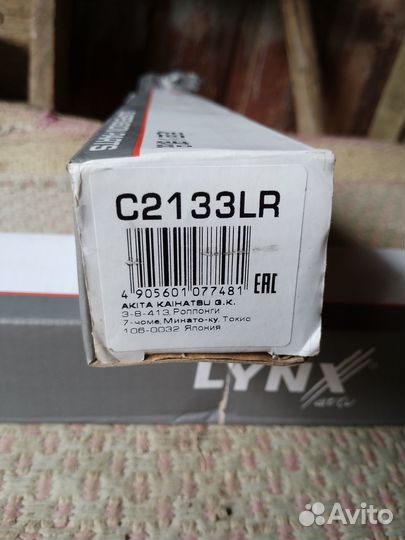 C2133LR
4 905601 077481
EAC
AKITA KAIHATSU G.K.
3-8-413, Роппонги
7-чоме, Минато-ку, Токио
106-0032 Япония
LYNX
auto
Avito